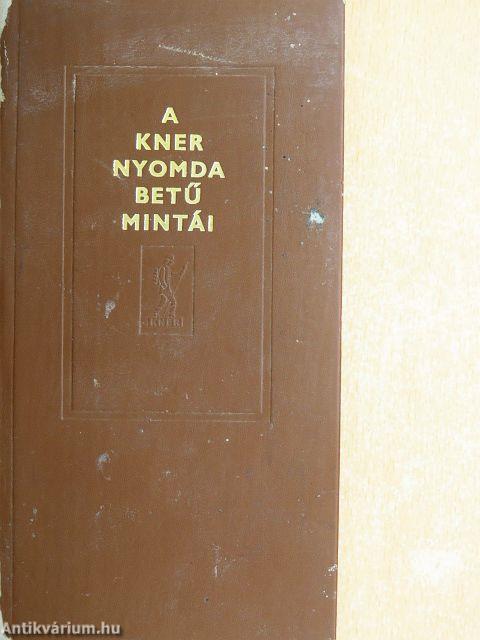 A
KNER
NYOMDA
BETŰ
MINTÁI
KNER
Antikvárium.hu